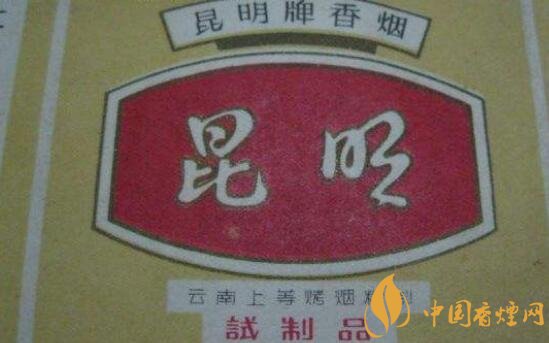 昆明牌香烟
昆明
云南上等烤烟精制
試制品
中国香烟网